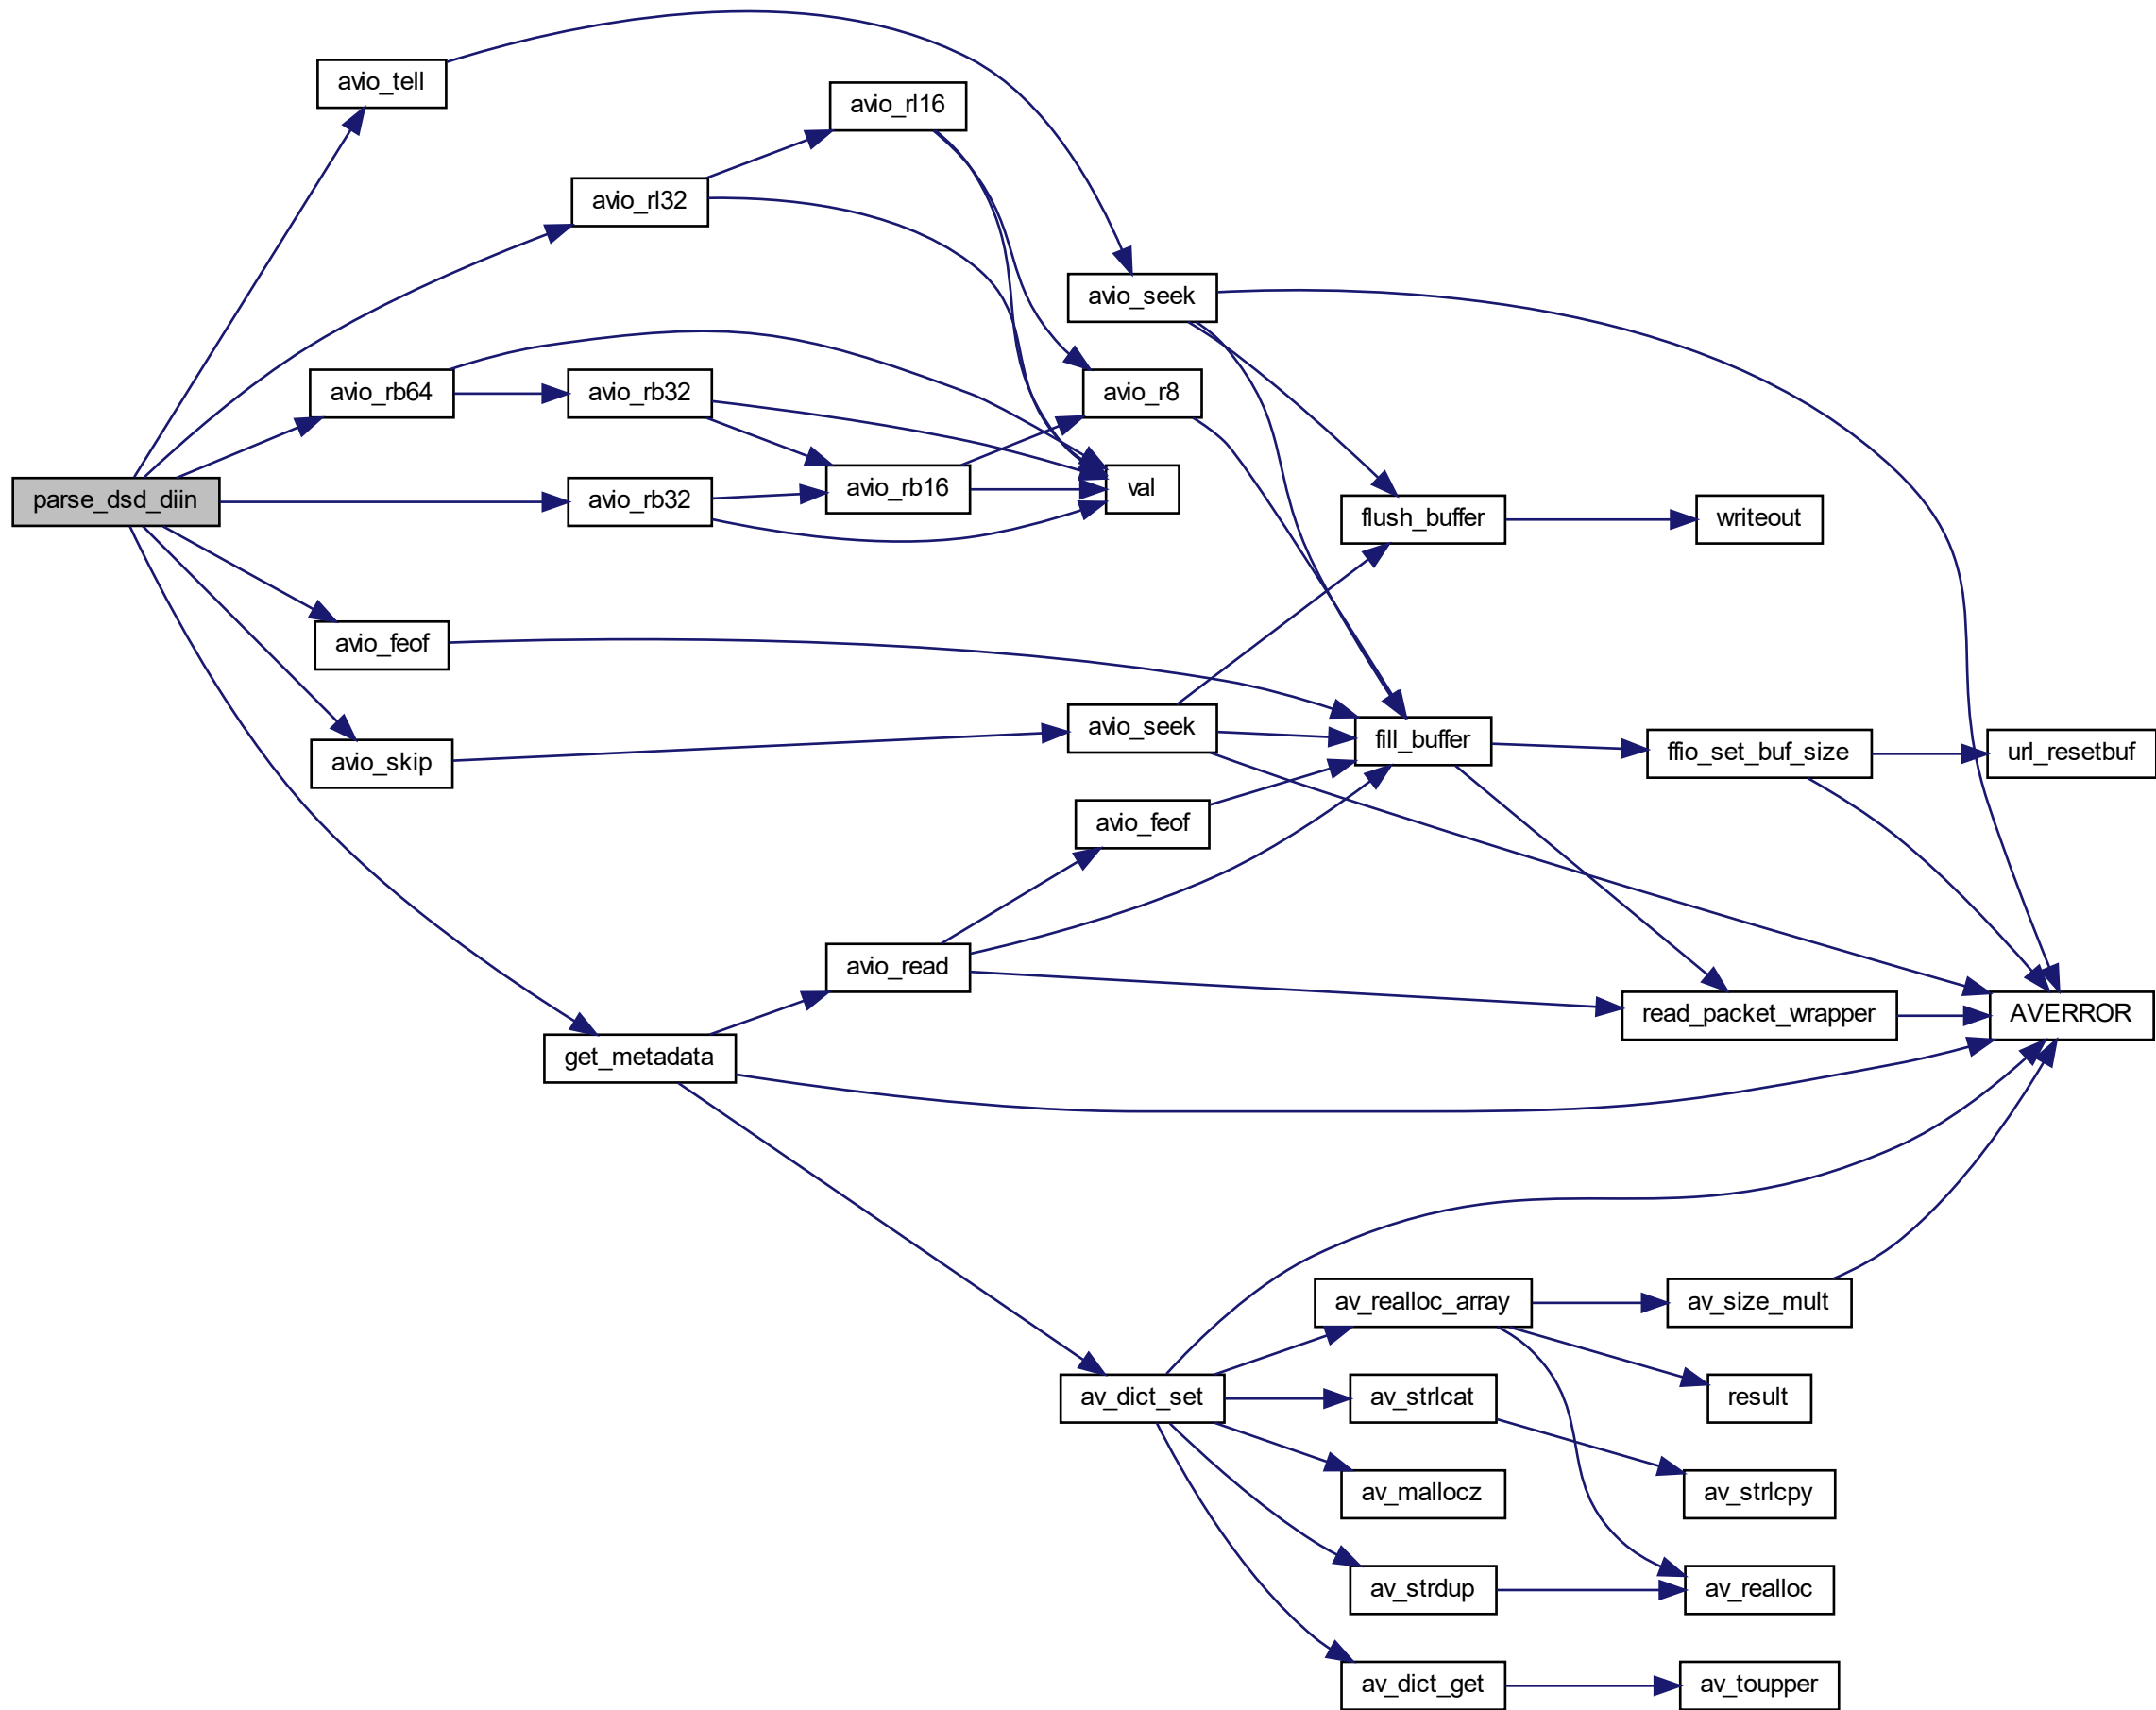 avio_tell
avio_rl16
avio_rl32
avio_seek
avio_rb64
avio_rb32
avio_r8
parse_dsd_diin
avio_rb32
avio_rb16
val
flush_buffer
writeout
avio_feof
avio_skip
avio_seek
fill_buffer
ffio_set_buf_size
url_resetbuf
avio_feof
avio_read
read_packet_wrapper
AVERROR
get_metadata
av_realloc_array
av_size_mult
av_dict_set
av_strlcat
result
av_mallocz
av_strlcpy
av_strdup
av_realloc
av_dict_get
av_toupper